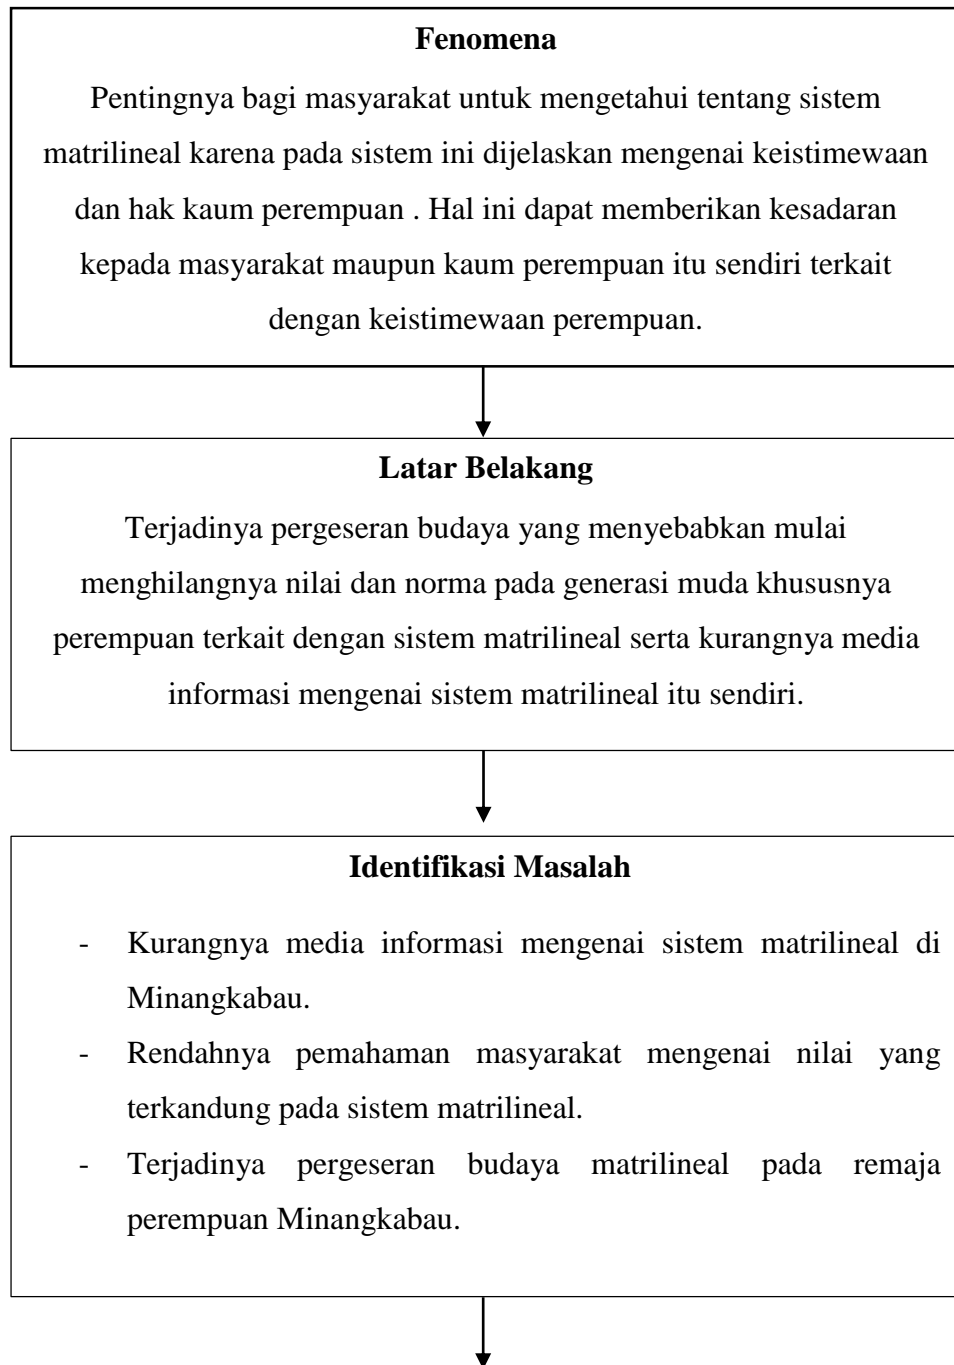 Fenomena
Pentingnya bagi masyarakat untuk mengetahui tentang sistem
matrilineal karena pada sistem ini dijelaskan mengenai keistimewaan
dan hak kaum perempuan . Hal ini dapat memberikan kesadaran
kepada masyarakat maupun kaum perempuan itu sendiri terkait
dengan keistimewaan perempuan.
Latar Belakang
Terjadinya pergeseran budaya yang menyebabkan mulai
menghilangnya nilai dan norma pada generasi muda khususnya
perempuan terkait dengan sistem matrilineal serta kurangnya media
informasi mengenai sistem matrilineal itu sendiri.
Identifikasi Masalah
- Kurangnya media informasi mengenai sistem matrilineal di
Minangkabau.
- Rendahnya pemahaman masyarakat mengenai nilai yang
terkandung pada sistem matrilineal.
- Terjadinya pergeseran budaya matrilineal pada remaja
perempuan Minangkabau.